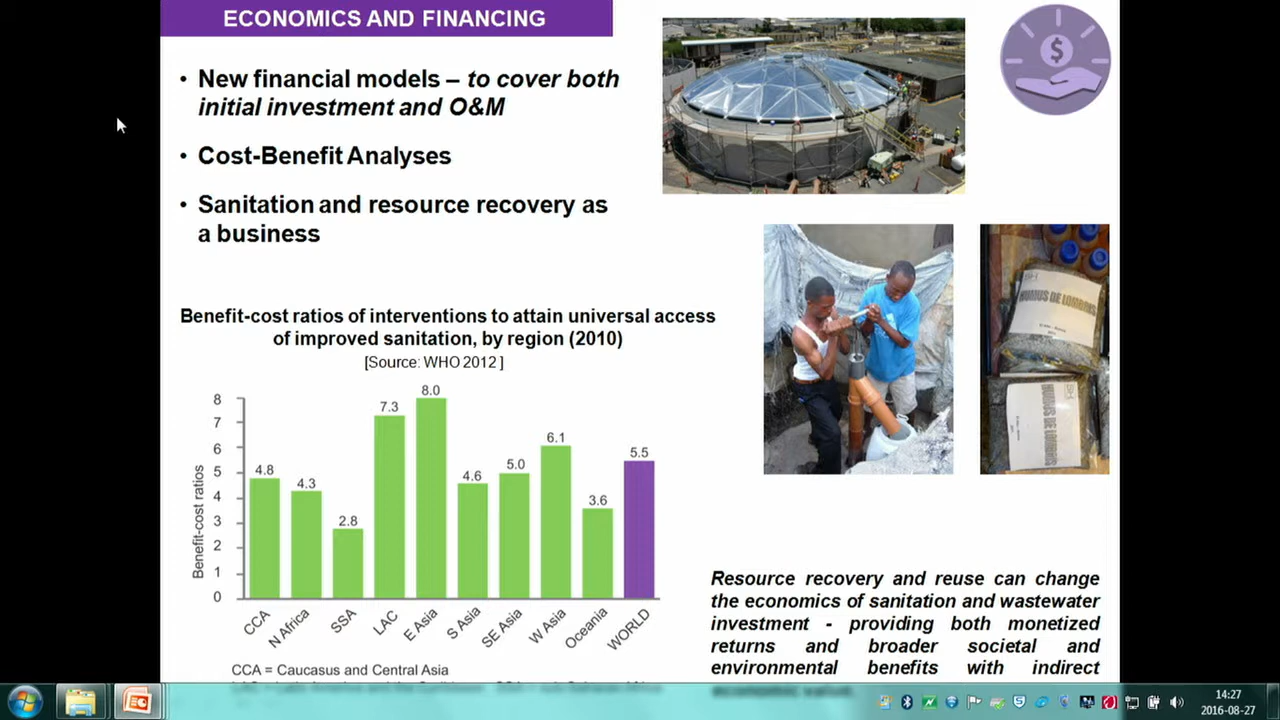 ECONOMICS AND FINANCING
• New financial models – to cover both
initial investment and O&M
• Cost-Benefit Analyses
• Sanitation and resource recovery as
a business
$
HUMUS DE LOMBRIS
Benefit-cost ratios of interventions to attain universal access
of improved sanitation, by region (2010)
[Source: WHO 2012 ]
Benefit-cost ratios
8
7
6
5
4
3
2
1
0
4.8
4.3
2.8
7.3
8.0
4.6
5.0
6.1
3.6
5.5
CCA
N Africa
SSA
LAC
E Asia
S Asia
SE Asia
W Asia
Oceania
WORLD
CCA = Caucasus and Central Asia
Resource recovery and reuse can change
the economics of sanitation and wastewater
investment - providing both monetized
returns and broader societal and
environmental benefits with indirect
14:27
2016-08-27